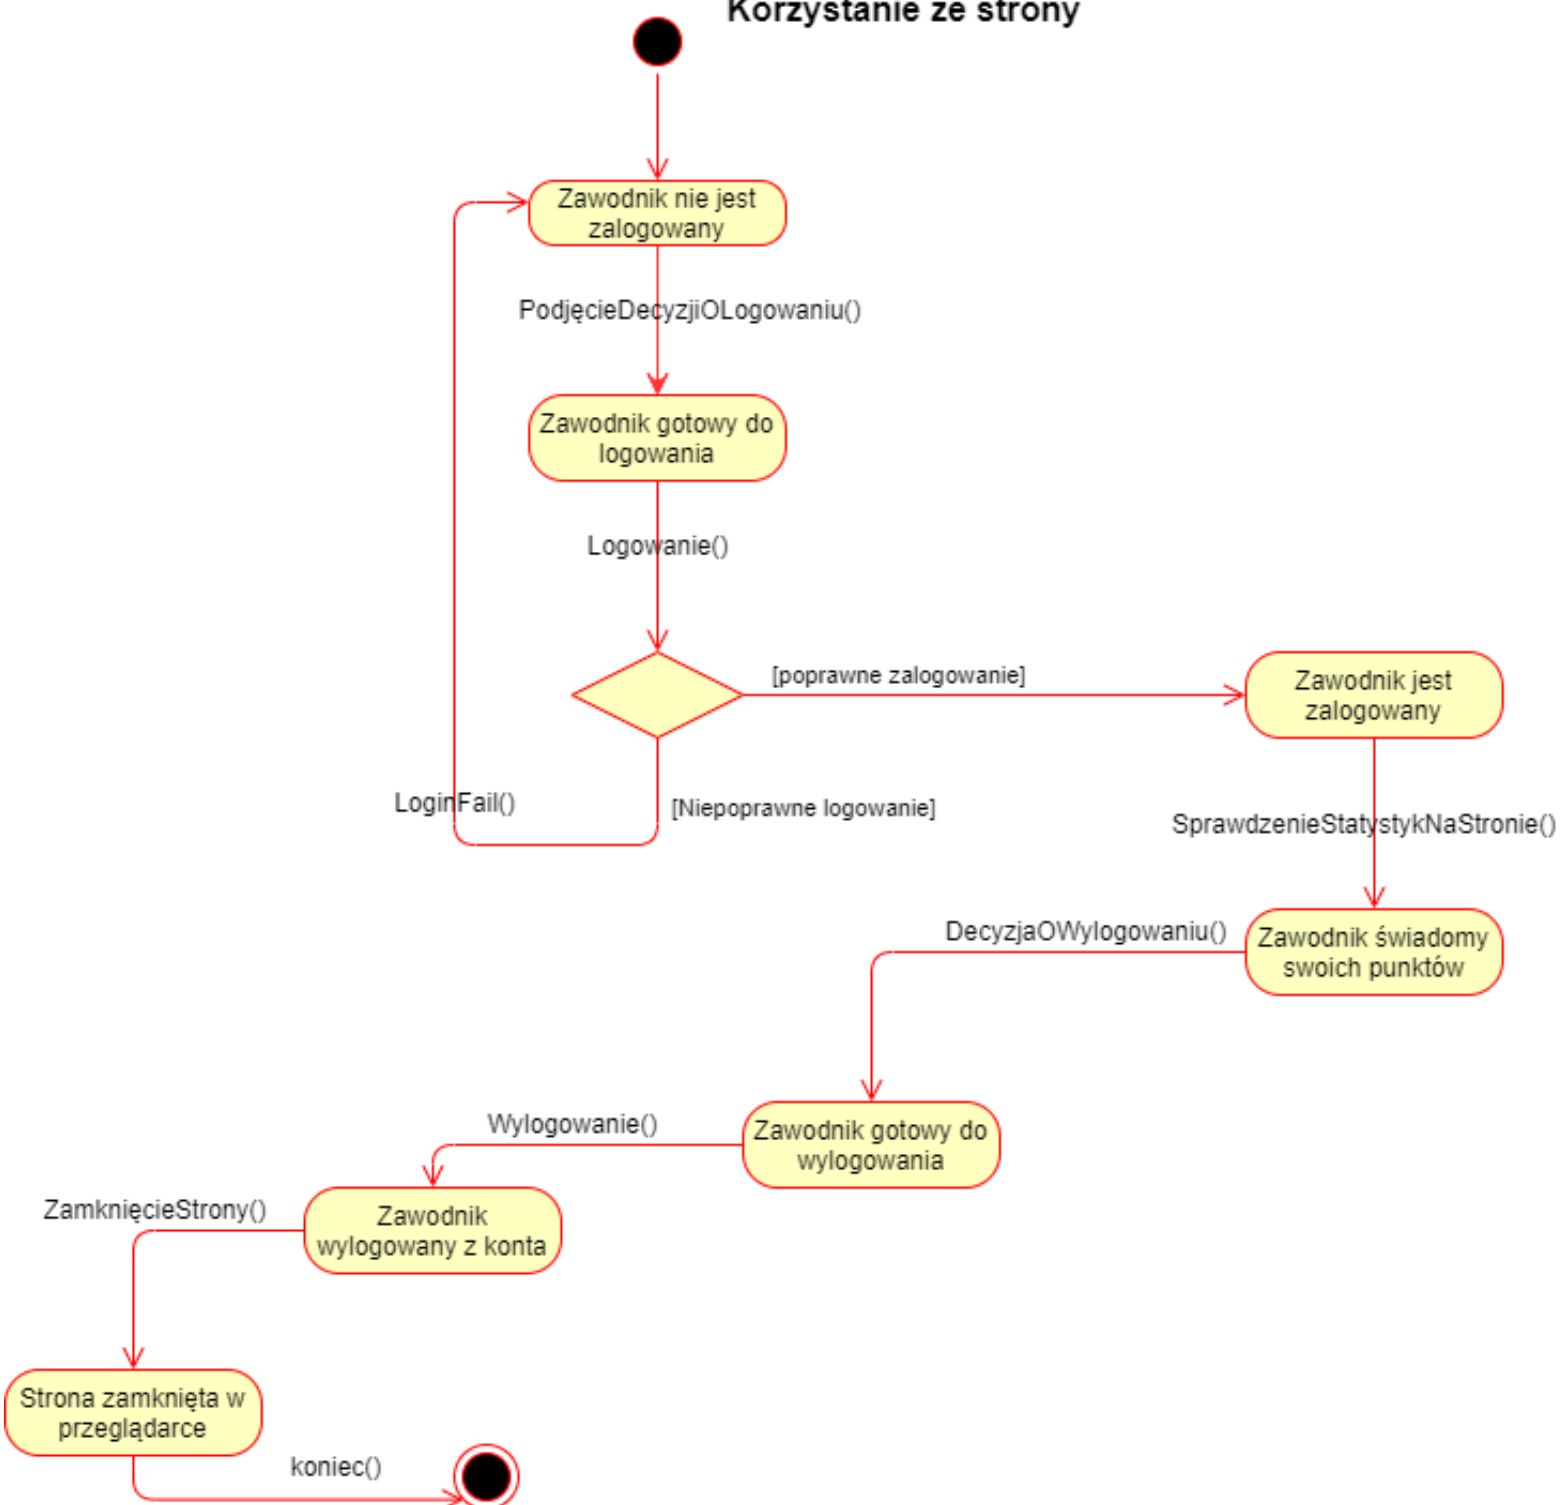 Korzystanie ze strony
Zawodnik nie jest
zalogowany
PodjęcieDecyzjiOLogowaniu()
Zawodnik gotowy do
logowania
Logowanie()
[poprawne zalogowanie]
Zawodnik jest
zalogowany
LoginFail()
[Niepoprawne logowanie]
SprawdzenieStatystykNaStronie()
DecyzjaOWylogowaniu()
Zawodnik świadomy
swoich punktów
Wylogowanie()
Zawodnik gotowy do
wylogowania
ZamknięcieStrony()
Zawodnik
wylogowany z konta
Strona zamknięta w
przeglądarce
koniec()